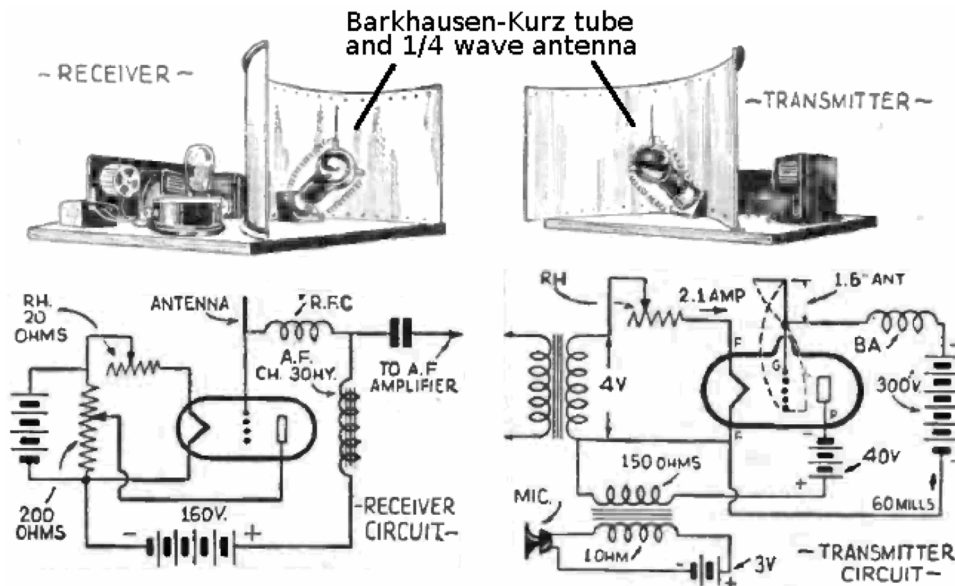 Barkhausen-Kurz tube
and 1/4 wave antenna
~ RECEIVER ~
~TRANSMITTER~
RH.
20
OHMS
ANTENNA
R.F.C
A.F.
CH. 30HY.
TO A.F
AMPLIFIER
200
OHMS
160V.
- +
-RECEIVER
CIRCUIT-
RH
2.1 AMP
1.6" ANT
F
G
P
F
BA
4V
300V.
-
-
+
40V
150 OHMS
60 MILLS
MIC.
1 OHM
- +
3V
~ TRANSMITTER
CIRCUIT ~